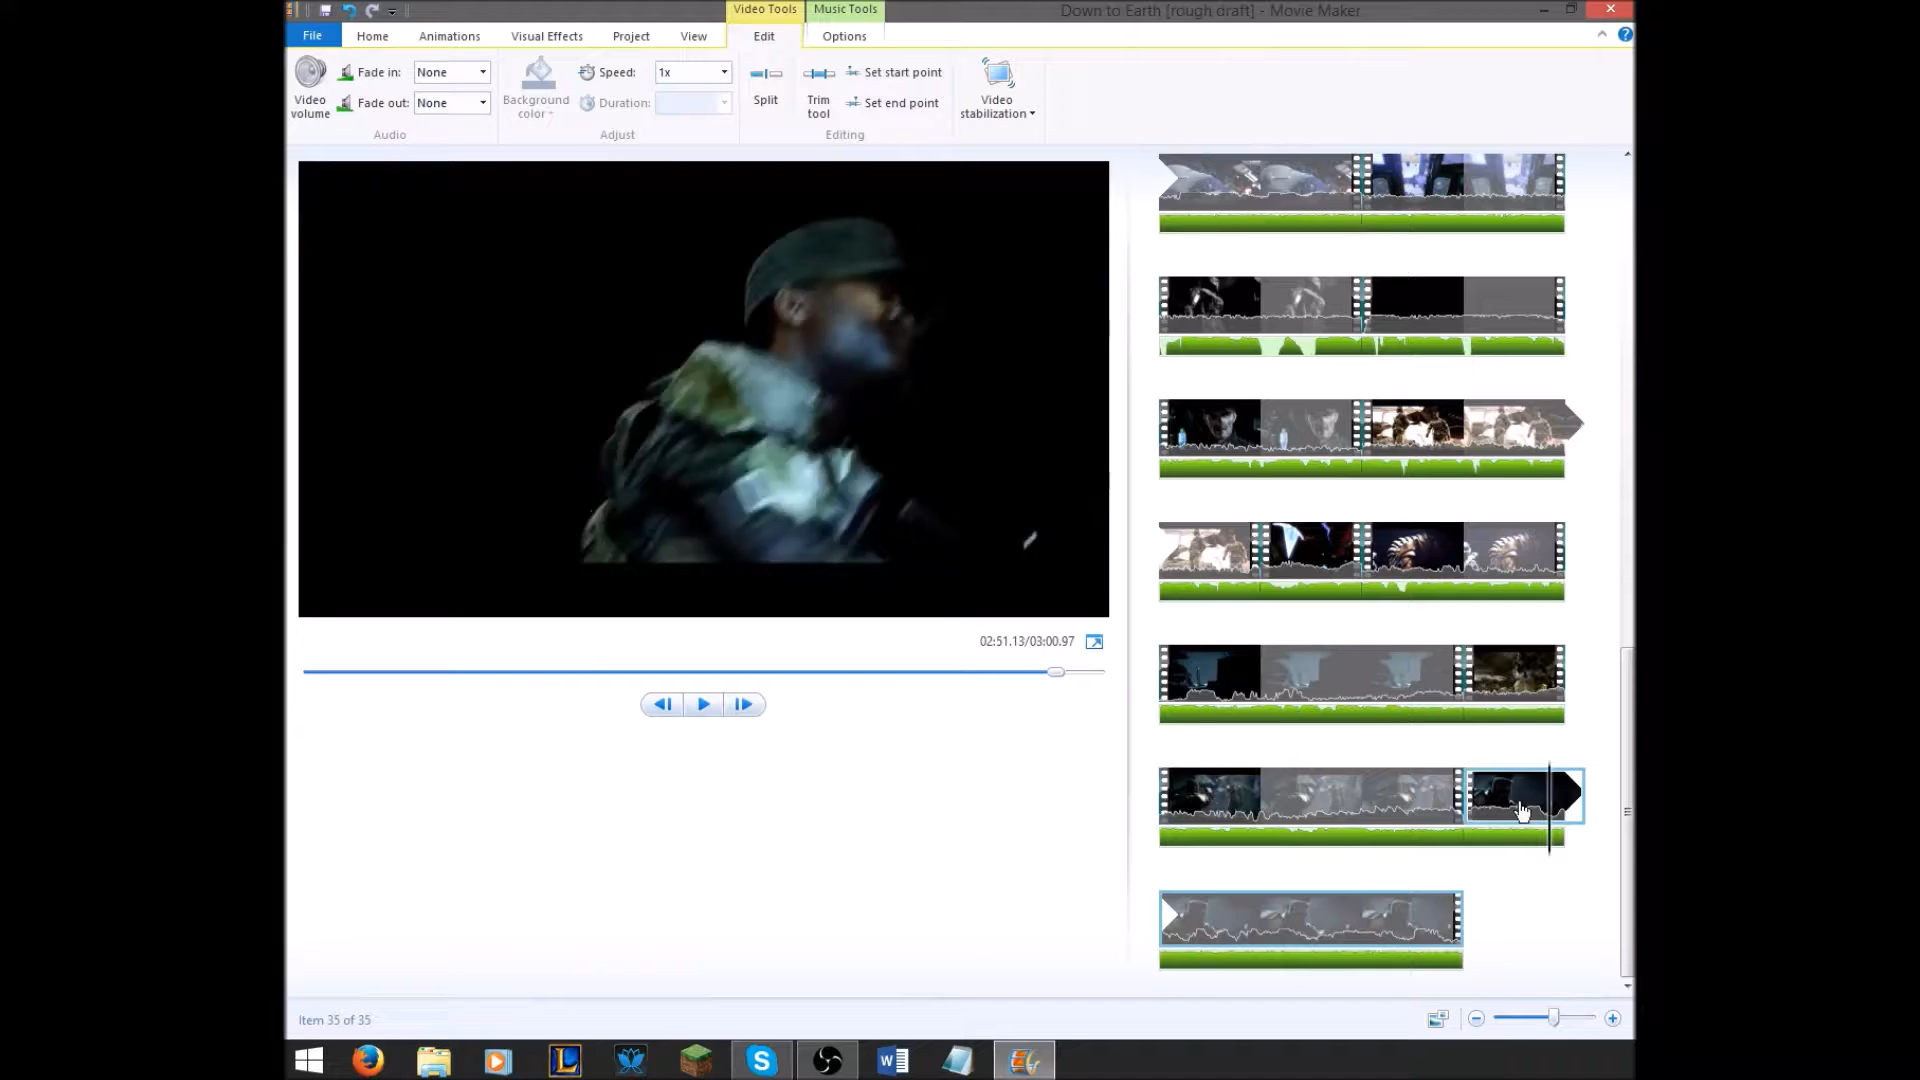 Video Tools
Music Tools
Down to Earth [rough draft] - Movie Maker
File
Home
Animations
Visual Effects
Project
View
Edit
Options
Video volume
Fade in:
None
Fade out:
None
Audio
Background color
Speed:
1x
Duration:
Adjust
Split
Trim tool
Set start point
Set end point
Editing
Video stabilization
02:51.13/03:00.97
Item 35 of 35